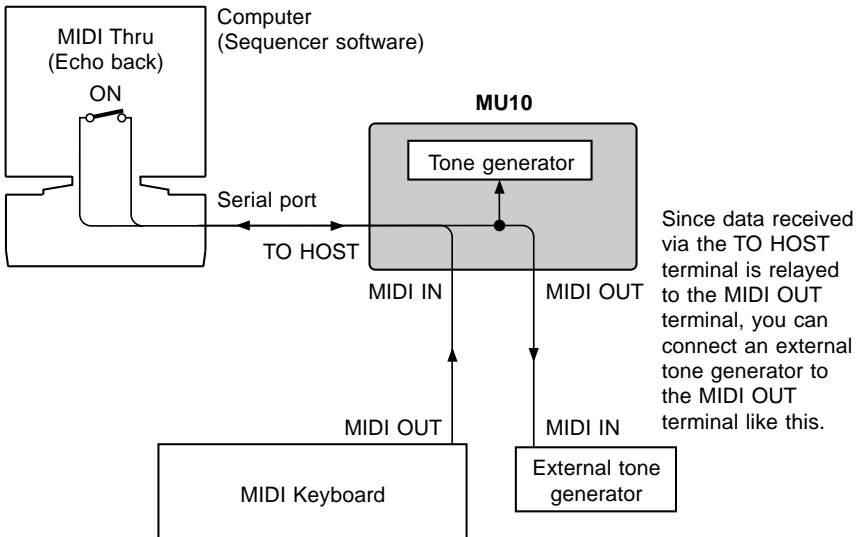 Computer
(Sequencer software)
MIDI Thru
(Echo back)
ON
MU10
Tone generator
Serial port
TO HOST
MIDI IN
MIDI OUT
Since data received
via the TO HOST
terminal is relayed
to the MIDI OUT
terminal, you can
connect an external
tone generator to
the MIDI OUT
terminal like this.
MIDI OUT
MIDI IN
MIDI Keyboard
External tone
generator